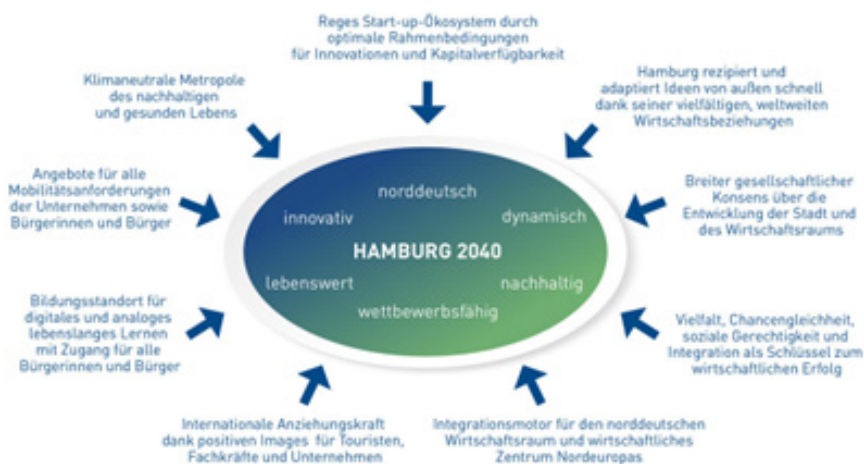 Reges Start-up-Ökosystem durch
optimale Rahmenbedingungen
für Innovationen und Kapitalverfügbarkeit
Hamburg rezipiert und
adaptiert Ideen von außen schnell
dank seiner vielfältigen, weltweiten
Wirtschaftsbeziehungen
Breiter gesellschaftlicher
Konsens über die
Entwicklung der Stadt und
des Wirtschaftsraums
Vielfalt, Chancengleichheit,
soziale Gerechtigkeit und
Integration als Schlüssel zum
wirtschaftlichen Erfolg
Integrationsmotor für den norddeutschen
Wirtschaftsraum und wirtschaftliches
Zentrum Nordeuropas
Internationale Anziehungskraft
dank positiven Images für Touristen,
Fachkräfte und Unternehmen
Bildungsstandort für
digitales und analoges
lebenslanges Lernen
mit Zugang für alle
Bürgerinnen und Bürger
Angebote für alle
Mobilitätsanforderungen
der Unternehmen sowie
Bürgerinnen und Bürger
Klimaneutrale Metropole
des nachhaltigen
und gesunden Lebens
norddeutsch
innovativ
dynamisch
HAMBURG 2040
lebenswert
nachhaltig
wettbewerbsfähig